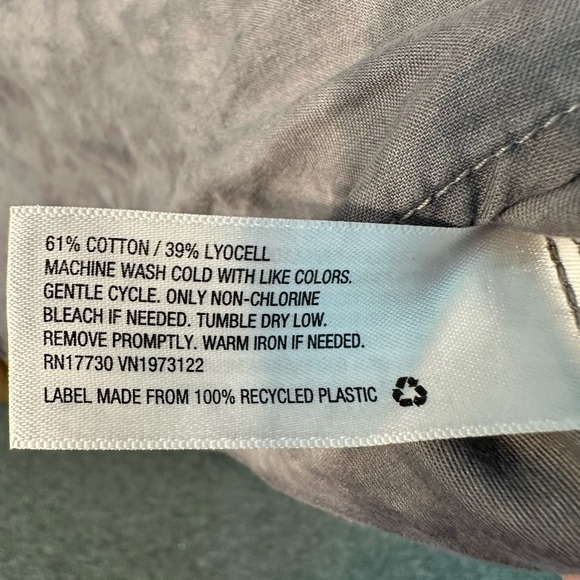 61% COTTON / 39% LYOCELL
MACHINE WASH COLD WITH LIKE COLORS.
GENTLE CYCLE. ONLY NON-CHLORINE
BLEACH IF NEEDED. TUMBLE DRY LOW.
REMOVE PROMPTLY. WARM IRON IF NEEDED.
RN17730 VN1973122
LABEL MADE FROM 100% RECYCLED PLASTIC